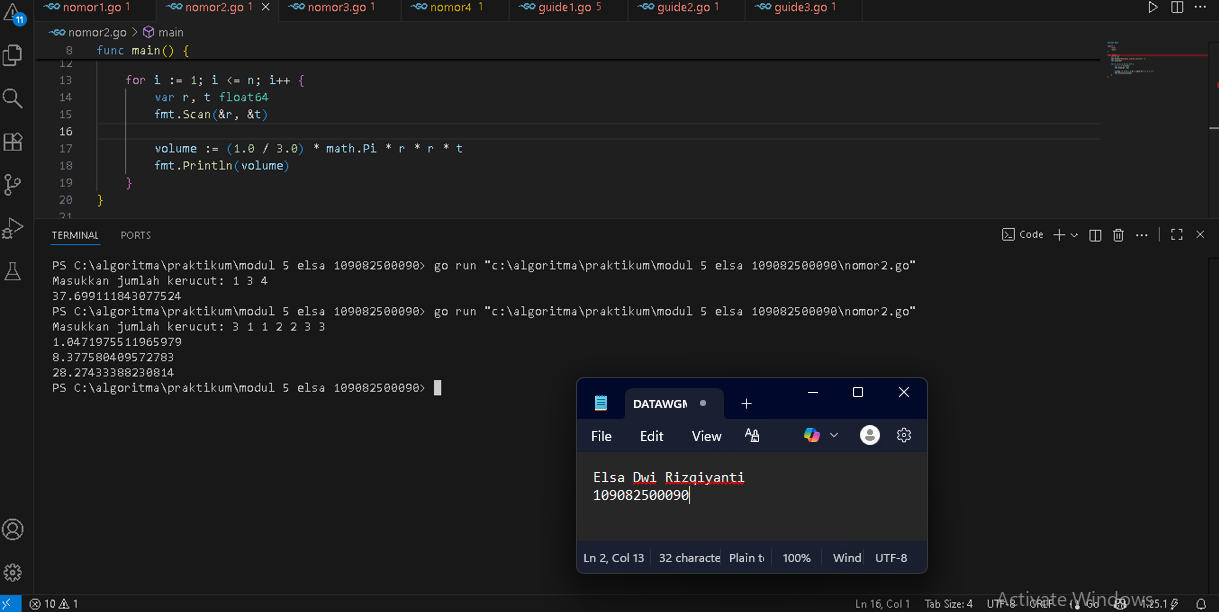 nomor1.go 1
nomor2.go 1
nomor3.go 1
nomor4 1
guide1.go 5
guide2.go 1
guide3.go 1
11
nomor2.go > main
8 func main() {
12
13 for i := 1; i <= n; i++ {
14 var r, t float64
15 fmt.Scan(&r, &t)
16
17 volume := (1.0 / 3.0) * math.Pi * r * r * t
18 fmt.Println(volume)
19 }
20 }
21
TERMINAL PORTS
Code
PS C:\algoritma\praktikum\modul 5 elsa 109082500090> go run "c:\algoritma\praktikum\modul 5 elsa 109082500090\nomor2.go"
Masukkan jumlah kerucut: 1 3 4
37.699111843077524
PS C:\algoritma\praktikum\modul 5 elsa 109082500090> go run "c:\algoritma\praktikum\modul 5 elsa 109082500090\nomor2.go"
Masukkan jumlah kerucut: 3 1 1 2 2 3 3
1.0471975511965979
8.377580409572783
28.27433388230814
PS C:\algoritma\praktikum\modul 5 elsa 109082500090>
DATAWGN
File Edit View
Elsa Dwi Rizqiyanti
109082500090
Ln 2, Col 13 32 characte Plain t 100% Wind UTF-8
Activate Windows
10 1
Ln 16, Col 1 Tab Size: 4 UTF-8 CRLF Go 1.25.1